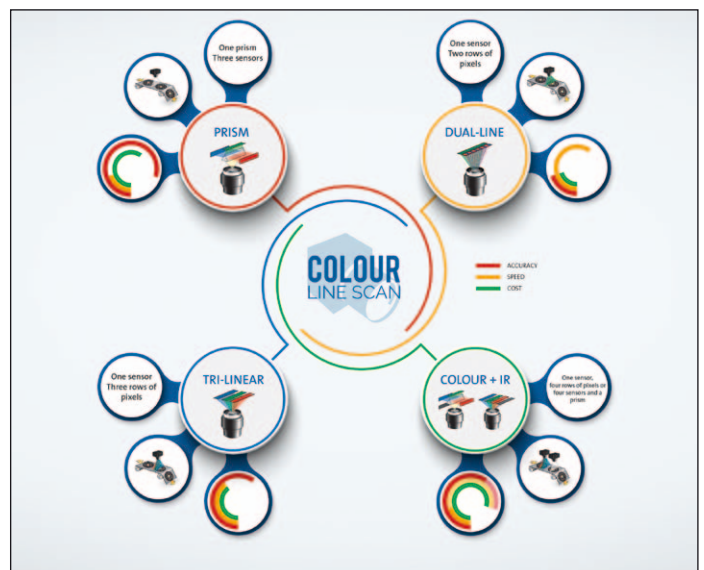 One prism
Three sensors
PRISM
One sensor
Two rows of
pixels
DUAL-LINE
COLOUR
LINE SCAN
ACCURACY
SPEED
COST
One sensor
Three rows of
pixels
TRI-LINEAR
COLOUR + IR
One sensor,
four rows of pixels or
four sensors and a
prism